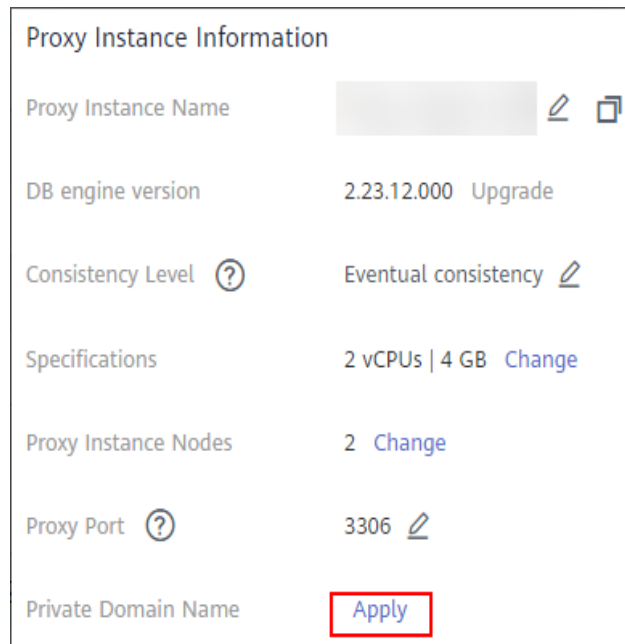 Proxy Instance Information
Proxy Instance Name
DB engine version 2.23.12.000 Upgrade
Consistency Level ? Eventual consistency
Specifications 2 vCPUs | 4 GB Change
Proxy Instance Nodes 2 Change
Proxy Port ? 3306
Private Domain Name Apply